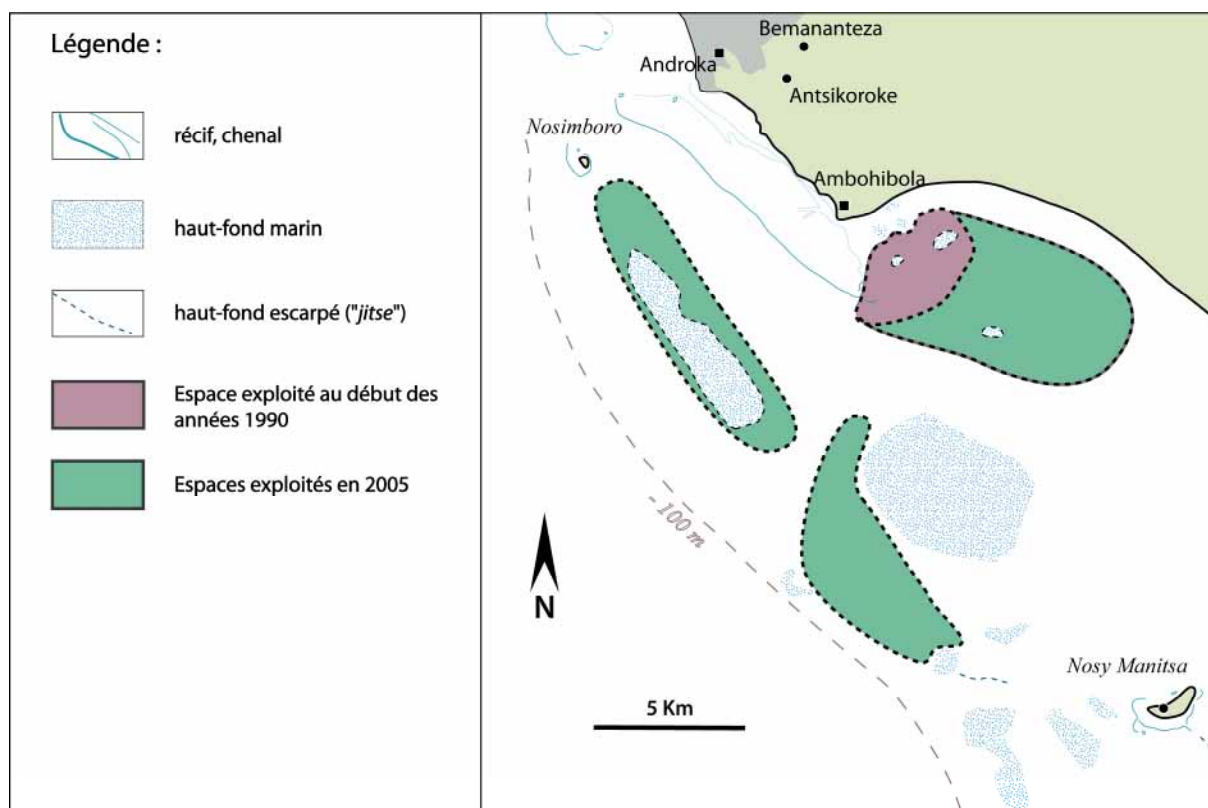 Légende :
récif, chenal
haut-fond marin
haut-fond escarpé ("jitse")
Espace exploité au début des
années 1990
Espaces exploités en 2005
Bemananteza
Androka
Antsikoroke
Nosimboro
Ambohibola
- 100 m
N
Nosy Manitsa
5 Km